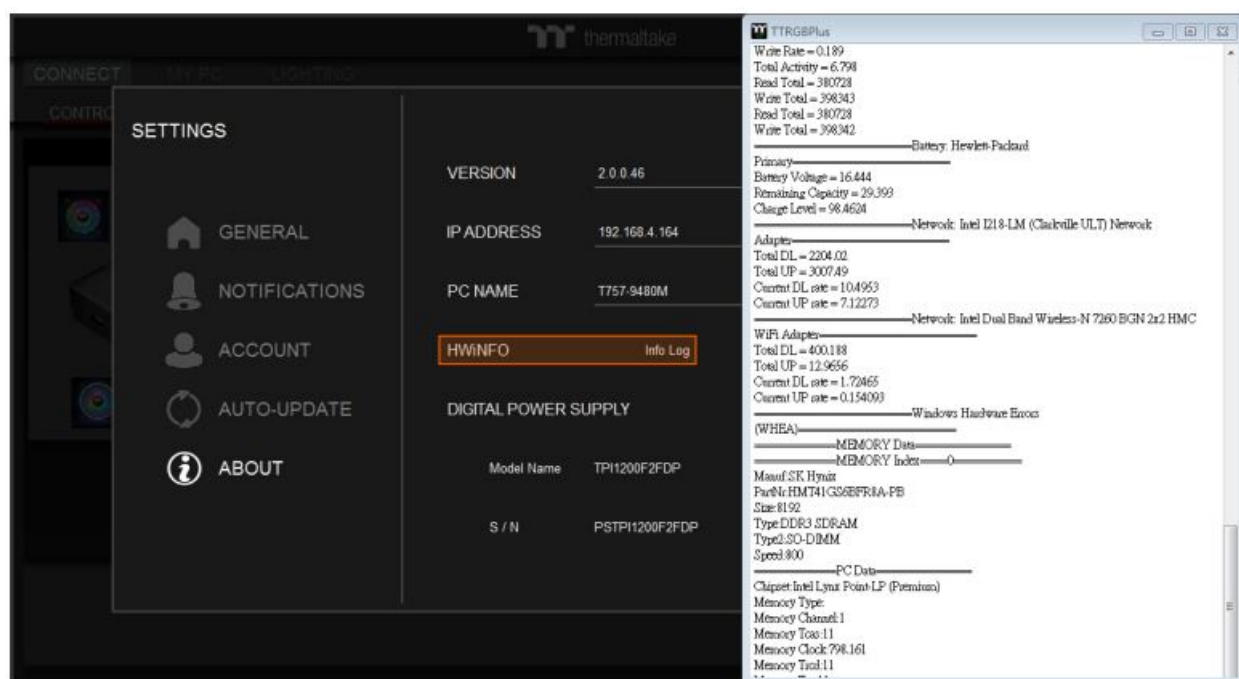 thermaltake
CONNECT MY PC LIGHTING
CONTRO
SETTINGS
GENERAL
NOTIFICATIONS
ACCOUNT
AUTO-UPDATE
ABOUT
VERSION 2.0.0.46
IP ADDRESS 192.168.4.164
PC NAME T757-9480M
HWiNFO Info Log
DIGITAL POWER SUPPLY
Model Name TPI1200F2FDP
S / N PSTPI1200F2FDP
TTRGBPlus
Write Rate = 0.189
Total Activity = 6.798
Read Total = 380728
Write Total = 398343
Read Total = 380728
Write Total = 398342
Battery: Hewlett-Packard
Primary
Battery Voltage = 16.444
Remaining Capacity = 29.393
Charge Level = 98.4624
Network: Intel I218-LM (Clarkville ULT) Network
Adapter
Total DL = 2204.02
Total UP = 3007.49
Current DL rate = 10.4953
Current UP rate = 7.12273
Network: Intel Dual Band Wireless-N 7260 BGN 2x2 HMC
WiFi Adapter
Total DL = 400.188
Total UP = 12.9656
Current DL rate = 1.72465
Current UP rate = 0.154093
Windows Hardware Errors
(WHEA)
MEMORY Data
MEMORY Index 0
Manuf:SK Hynix
PartNr:HMT41GS6BFR8A-PB
Size:8192
Type:DDR3 SDRAM
Type2:SO-DIMM
Speed:800
PC Data
Chipset:Intel Lynx Point-LP (Premium)
Memory Type:
Memory Channel:1
Memory Tcas:11
Memory Clock:798.161
Memory Trcd:11